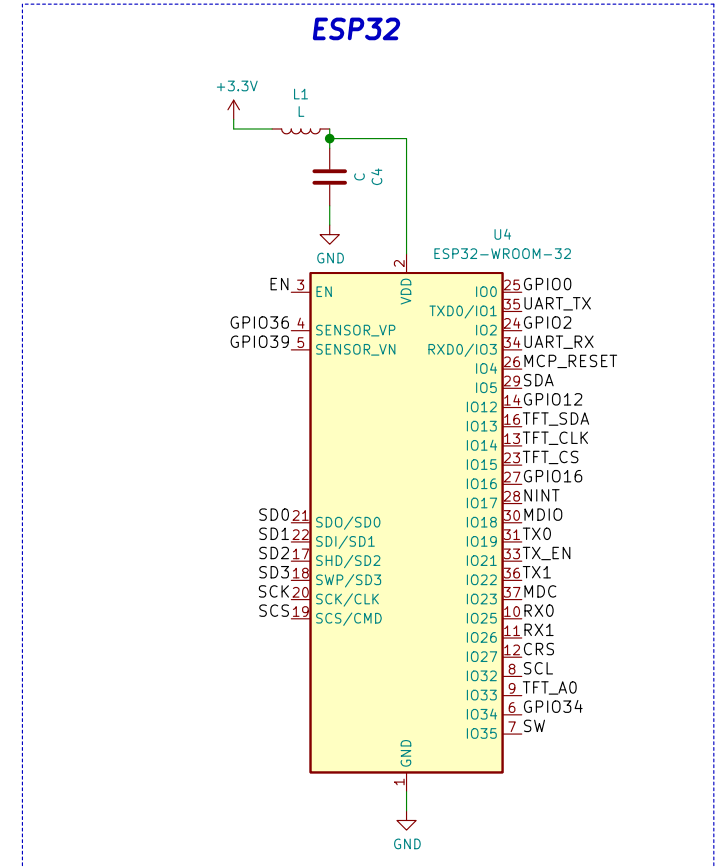 ESP32
+3.3V
L1
L
C
C4
GND
U4
ESP32-WROOM-32
2
VDD
EN 3 EN
GPIO36 4 SENSOR_VP
GPIO39 5 SENSOR_VN
SD0 21 SDO/SD0
SD1 22 SDI/SD1
SD2 17 SHD/SD2
SD3 18 SWP/SD3
SCK 20 SCK/CLK
SCS 19 SCS/CMD
IO0 25 GPIO0
TXD0/IO1 35 UART_TX
IO2 24 GPIO2
RXD0/IO3 34 UART_RX
IO4 26 MCP_RESET
IO5 29 SDA
IO12 14 GPIO12
IO13 16 TFT_SDA
IO14 13 TFT_CLK
IO15 23 TFT_CS
IO16 27 GPIO16
IO17 28 NINT
IO18 30 MDIO
IO19 31 TX0
IO21 33 TX_EN
IO22 36 TX1
IO23 37 MDC
IO25 10 RX0
IO26 11 RX1
IO27 12 CRS
IO32 8 SCL
IO33 9 TFT_A0
IO34 6 GPIO34
IO35 7 SW
GND
1
GND